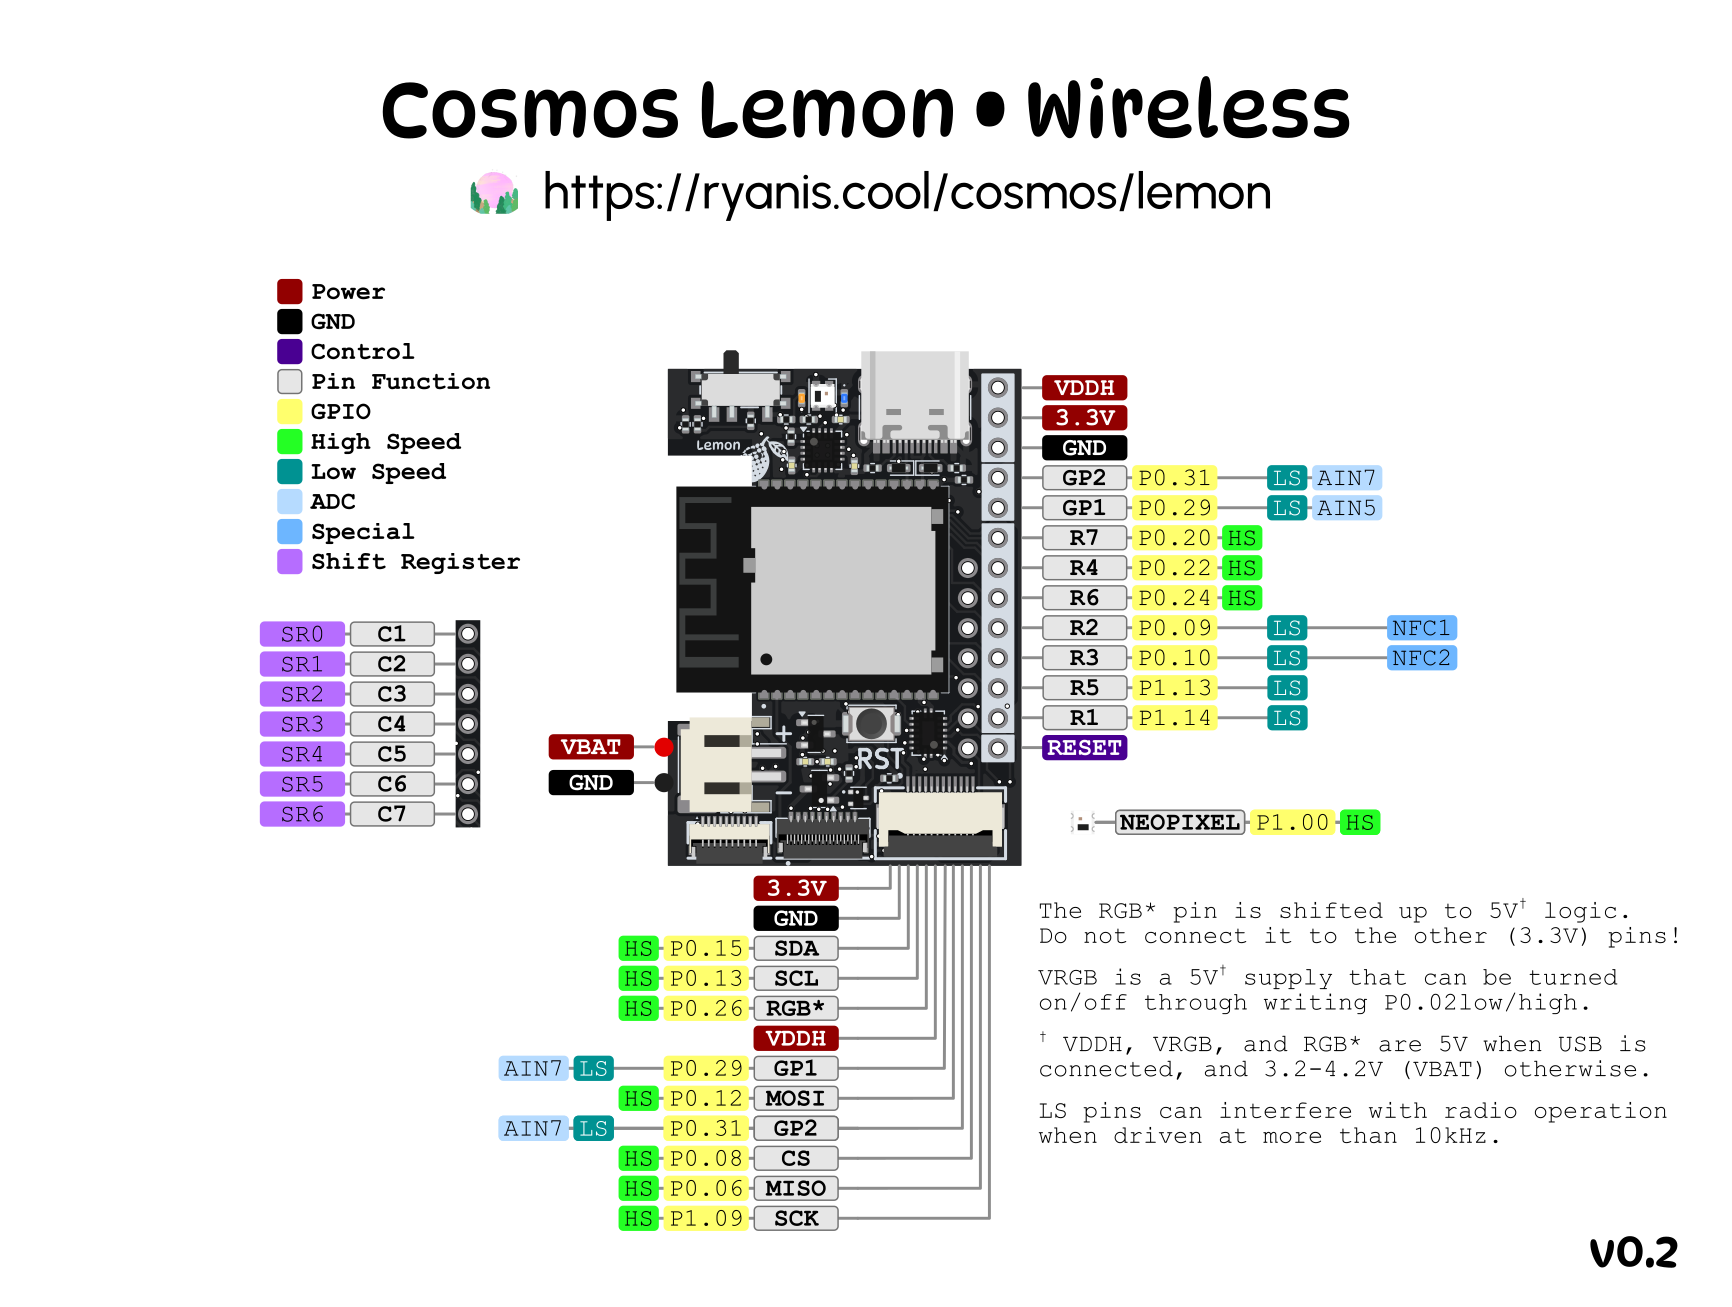 Cosmos Lemon • Wireless
https://ryanis.cool/cosmos/lemon
Power
GND
Control
Pin Function
GPIO
High Speed
Low Speed
ADC
Special
Shift Register
SR0 C1
SR1 C2
SR2 C3
SR3 C4
SR4 C5
SR5 C6
SR6 C7
VBAT
GND
Lemon
+
RST
−
VDDH
3.3V
GND
GP2 P0.31 LS AIN7
GP1 P0.29 LS AIN5
R7 P0.20 HS
R4 P0.22 HS
R6 P0.24 HS
R2 P0.09 LS NFC1
R3 P0.10 LS NFC2
R5 P1.13 LS
R1 P1.14 LS
RESET
NEOPIXEL P1.00 HS
3.3V
GND
HS P0.15 SDA
HS P0.13 SCL
HS P0.26 RGB*
VDDH
AIN7 LS P0.29 GP1
HS P0.12 MOSI
AIN7 LS P0.31 GP2
HS P0.08 CS
HS P0.06 MISO
HS P1.09 SCK
The RGB* pin is shifted up to 5V† logic.
Do not connect it to the other (3.3V) pins!
VRGB is a 5V† supply that can be turned
on/off through writing P0.02low/high.
† VDDH, VRGB, and RGB* are 5V when USB is
connected, and 3.2-4.2V (VBAT) otherwise.
LS pins can interfere with radio operation
when driven at more than 10kHz.
v0.2